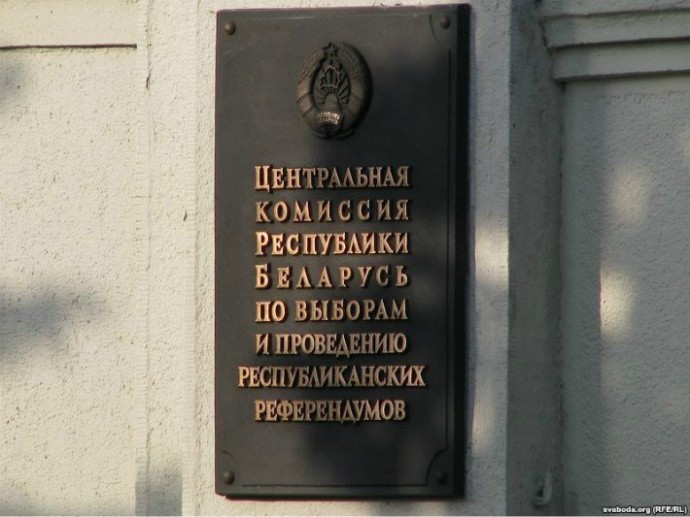 Центральная
комиссия
Республики
Беларусь
по выборам
и проведению
республиканских
референдумов
svaboda.org (RFE/RL)